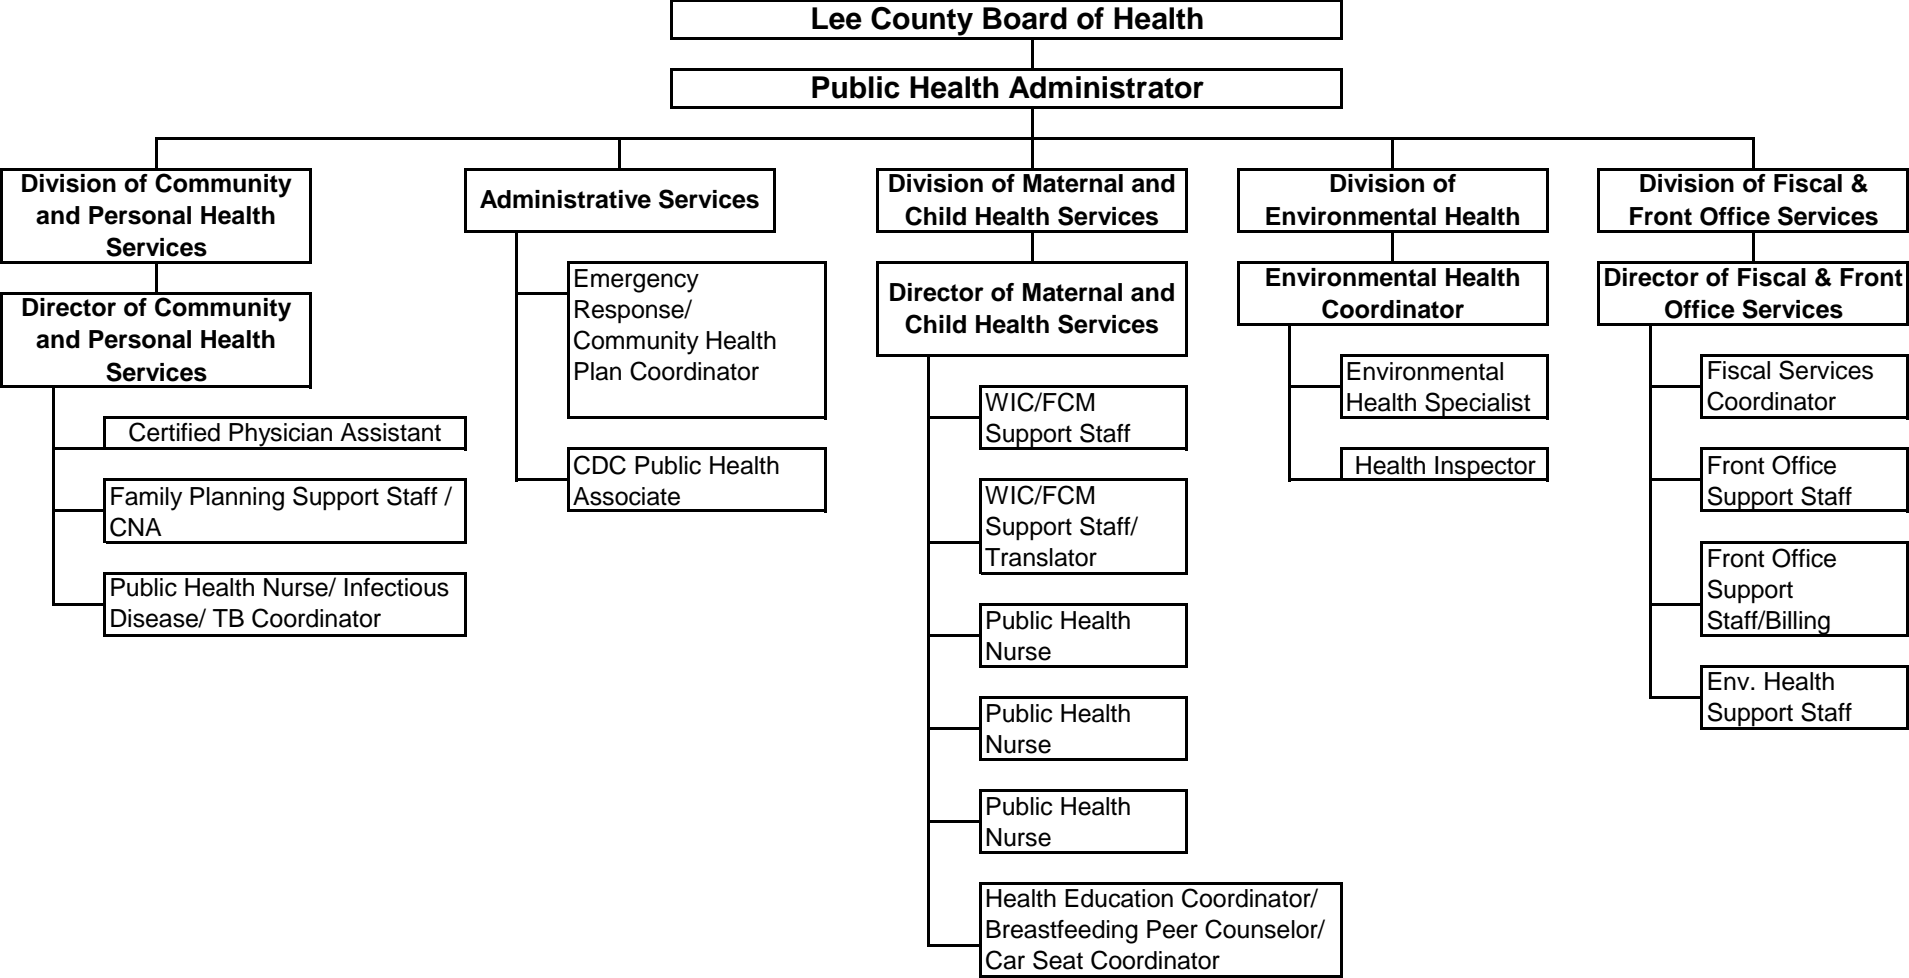 Lee County Board of Health
Public Health Administrator
Division of Community
and Personal Health
Services
Director of Community
and Personal Health
Services
Certified Physician Assistant
Family Planning Support Staff /
CNA
Public Health Nurse/ Infectious
Disease/ TB Coordinator
Administrative Services
Emergency
Response/
Community Health
Plan Coordinator
CDC Public Health
Associate
Division of Maternal and
Child Health Services
Director of Maternal and
Child Health Services
WIC/FCM
Support Staff
WIC/FCM
Support Staff/
Translator
Public Health
Nurse
Public Health
Nurse
Public Health
Nurse
Health Education Coordinator/
Breastfeeding Peer Counselor/
Car Seat Coordinator
Division of
Environmental Health
Environmental Health
Coordinator
Environmental
Health Specialist
Health Inspector
Division of Fiscal &
Front Office Services
Director of Fiscal & Front
Office Services
Fiscal Services
Coordinator
Front Office
Support Staff
Front Office
Support
Staff/Billing
Env. Health
Support Staff